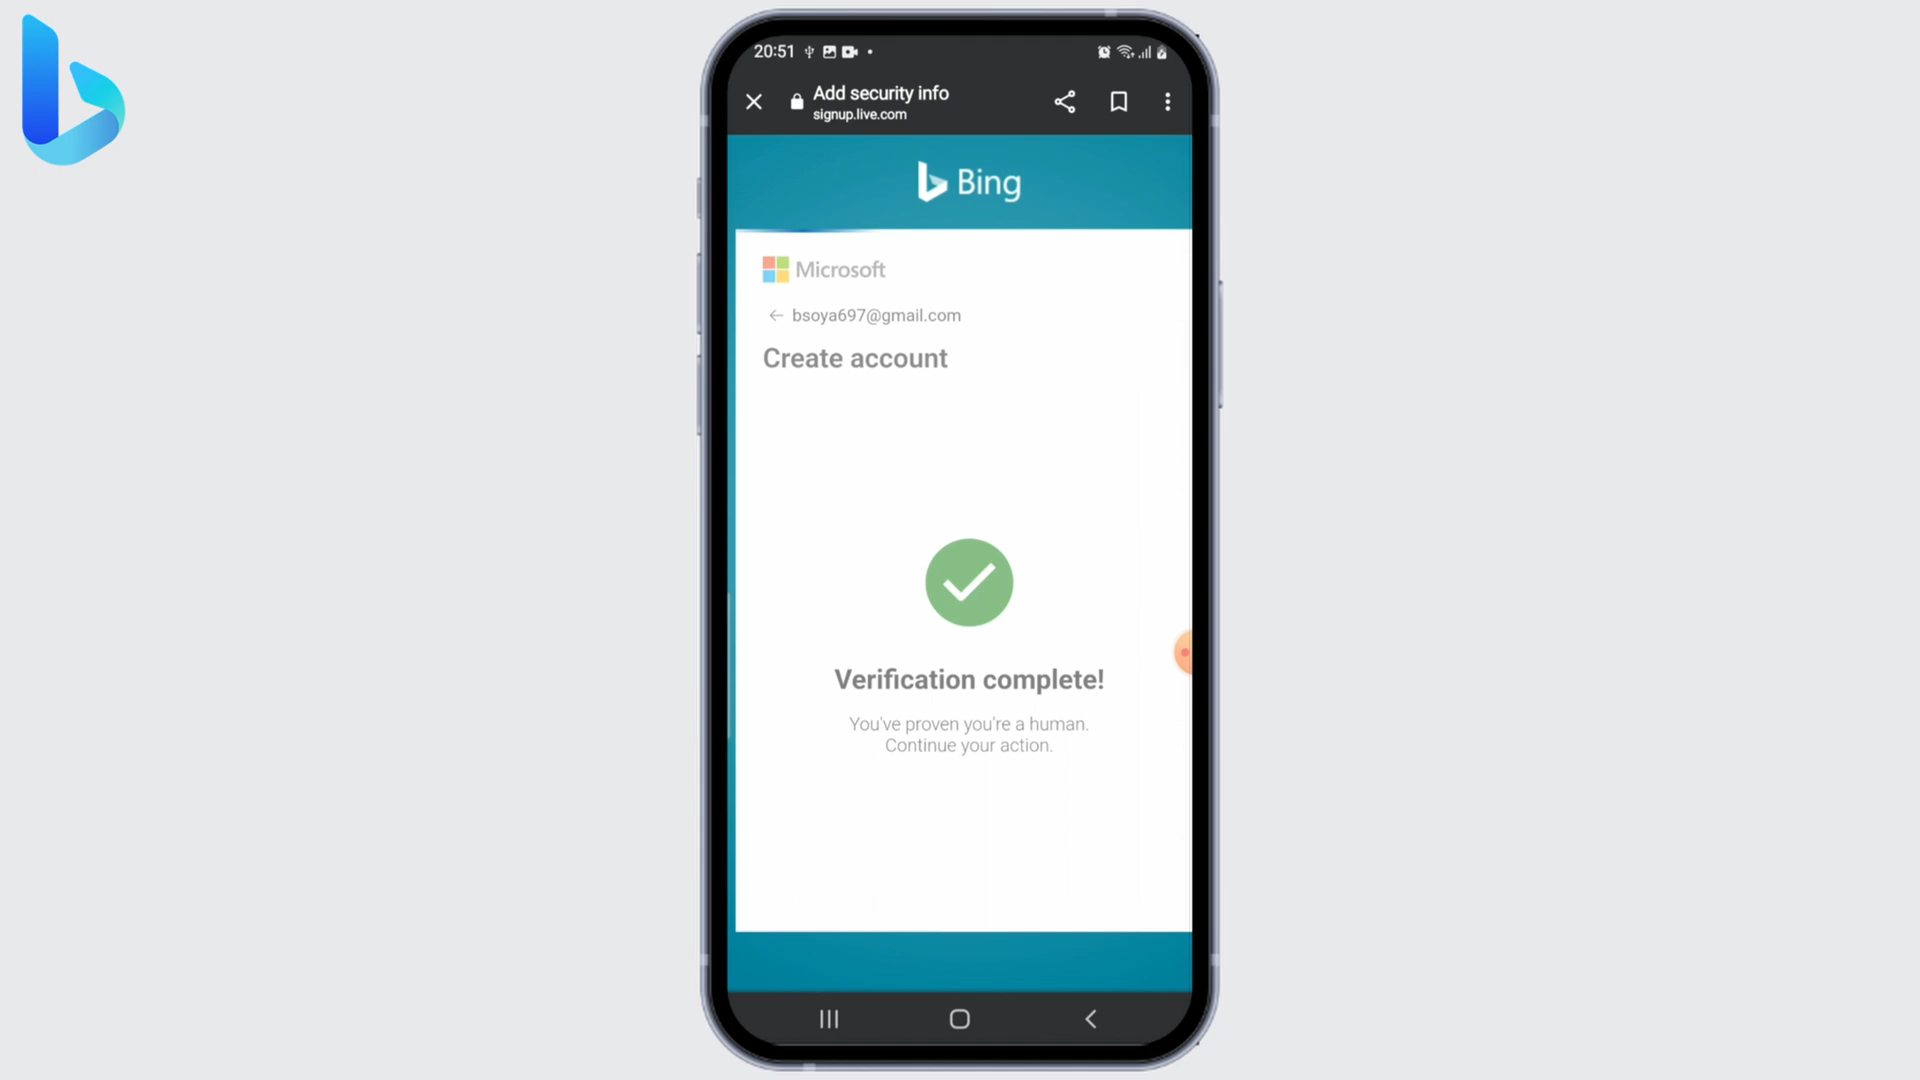 20:51
Add security info
signup.live.com
Bing
Microsoft
bsoya697@gmail.com
Create account
Verification complete!
You've proven you're a human.
Continue your action.